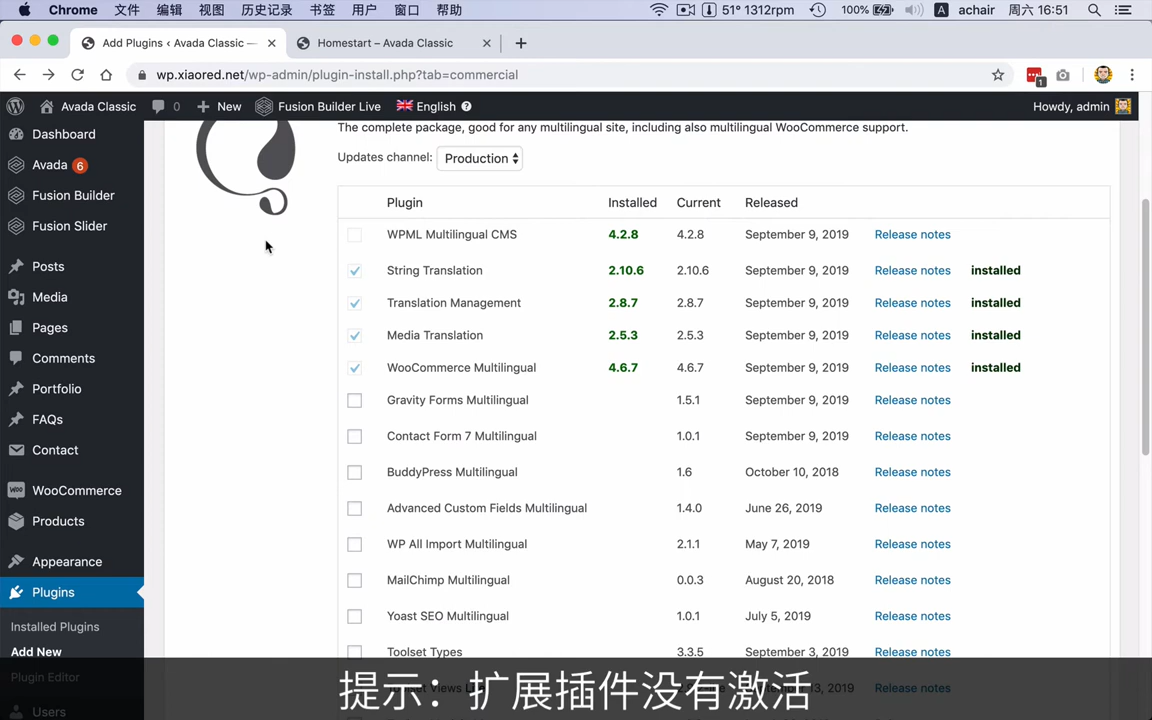 Chrome 文件 编辑 视图 历史记录 书签 用户 窗口 帮助 51° 1312rpm 100% A achair 周六 16:51
Add Plugins ‹ Avada Classic — Homestart – Avada Classic
wp.xiaored.net/wp-admin/plugin-install.php?tab=commercial 1
Avada Classic 0 New Fusion Builder Live English Howdy, admin
Dashboard
Avada 6
Fusion Builder
Fusion Slider
Posts
Media
Pages
Comments
Portfolio
FAQs
Contact
WooCommerce
Products
Appearance
Plugins
Installed Plugins
Add New
Plugin Editor
Users
The complete package, good for any multilingual site, including also multilingual WooCommerce support.
Updates channel: Production
Plugin Installed Current Released
WPML Multilingual CMS 4.2.8 4.2.8 September 9, 2019 Release notes
String Translation 2.10.6 2.10.6 September 9, 2019 Release notes installed
Translation Management 2.8.7 2.8.7 September 9, 2019 Release notes installed
Media Translation 2.5.3 2.5.3 September 9, 2019 Release notes installed
WooCommerce Multilingual 4.6.7 4.6.7 September 9, 2019 Release notes installed
Gravity Forms Multilingual 1.5.1 September 9, 2019 Release notes
Contact Form 7 Multilingual 1.0.1 September 9, 2019 Release notes
BuddyPress Multilingual 1.6 October 10, 2018 Release notes
Advanced Custom Fields Multilingual 1.4.0 June 26, 2019 Release notes
WP All Import Multilingual 2.1.1 May 7, 2019 Release notes
MailChimp Multilingual 0.0.3 August 20, 2018 Release notes
Yoast SEO Multilingual 1.0.1 July 5, 2019 Release notes
Toolset Types 3.3.5 September 3, 2019 Release notes
13, 2019 Release notes
提示：扩展插件没有激活